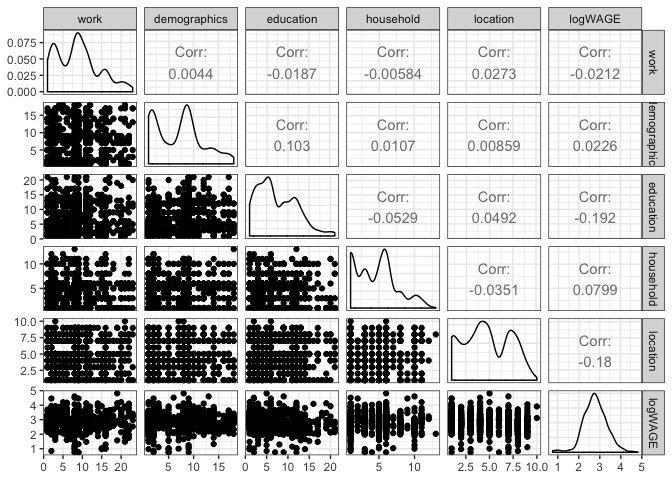 work demographics education household location logWAGE
0.075
0.050
0.025
0.000
Corr:
0.0044
Corr:
-0.0187
Corr:
-0.00584
Corr:
0.0273
Corr:
-0.0212
work
15
10
5
Corr:
0.103
Corr:
0.0107
Corr:
0.00859
Corr:
0.0226
demographic
20
15
10
5
0
Corr:
-0.0529
Corr:
0.0492
Corr:
-0.192
education
10
5
Corr:
-0.0351
Corr:
0.0799
household
10.0
7.5
5.0
2.5
Corr:
-0.18
location
5
4
3
2
1
logWAGE
0 5 10 15 20
5 10 15
0 5 10 15 20
5 10
2.5 5.0 7.5 10.0
1 2 3 4 5